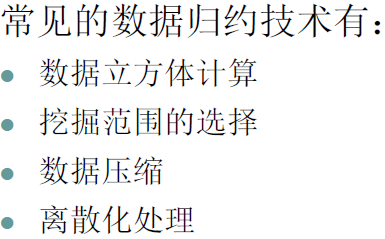 常见的数据归约技术有：
数据立方体计算
挖掘范围的选择
数据压缩
离散化处理